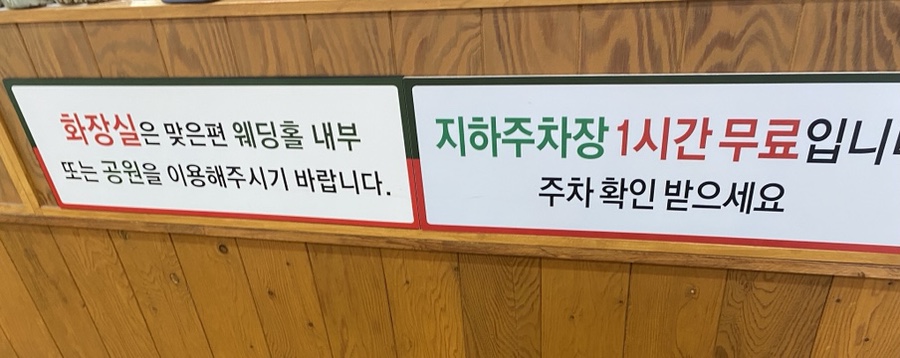 화장실은 맞은편 웨딩홀 내부
또는 공원을 이용해주시기 바랍니다.
지하주차장 1시간 무료입니
주차 확인 받으세요